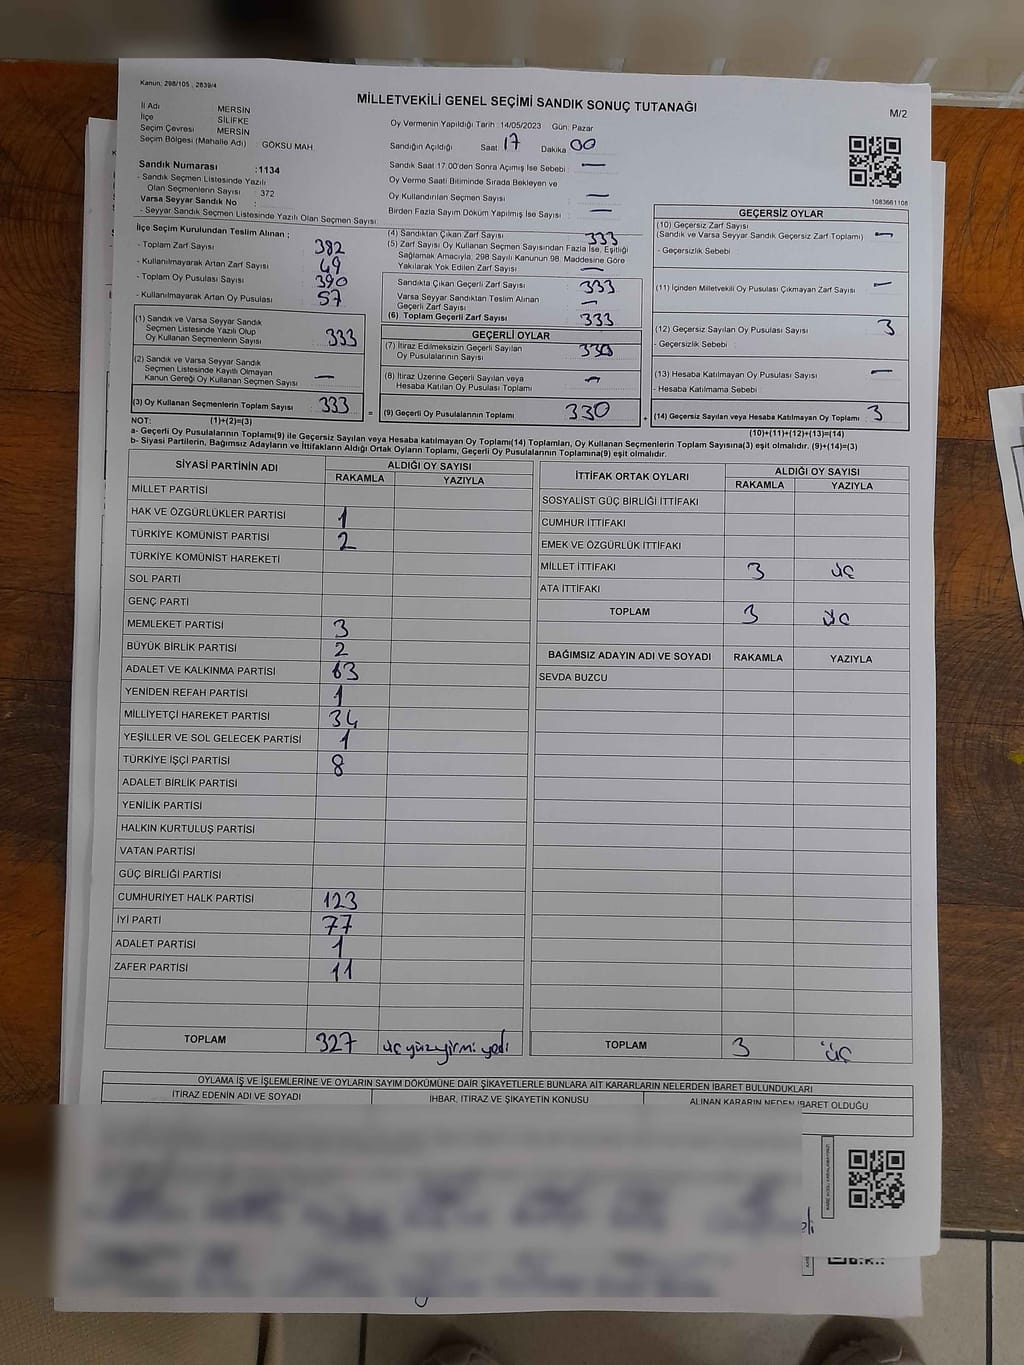 Kanun: 298/105 , 2839/4
MİLLETVEKİLİ GENEL SEÇİMİ SANDIK SONUÇ TUTANAĞI
M/2
İl Adı : MERSİN
İlçe : SİLİFKE
Seçim Çevresi : MERSİN
Seçim Bölgesi (Mahalle Adı) : GÖKSU MAH
Oy Vermenin Yapıldığı Tarih :14/05/2023 Gün: Pazar
Sandığın Açıldığı Saat 17 Dakika 00
Sandık Saat 17:00'den Sonra Açımış İse Sebebi : —
Oy Verme Saati Bitiminde Sırada Bekleyen ve
Oy Kullandırılan Seçmen Sayısı : —
Birden Fazla Sayım Döküm Yapılmış İse Sayısı : —
1083661108
Sandık Numarası :1134
- Sandık Seçmen Listesinde Yazılı
Olan Seçmenlerin Sayısı : 372
Varsa Seyyar Sandık No :
- Seyyar Sandık Seçmen Listesinde Yazılı Olan Seçmen Sayısı:
İlçe Seçim Kurulundan Teslim Alınan ;
- Toplam Zarf Sayısı : 382
- Kullanılmayarak Artan Zarf Sayısı : 49
- Toplam Oy Pusulası Sayısı : 390
- Kullanılmayarak Artan Oy Pusulası : 57
(1) Sandık ve Varsa Seyyar Sandık
Seçmen Listesinde Yazılı Olup
Oy Kullanan Seçmenlerin Sayısı : 333
(2) Sandık ve Varsa Seyyar Sandık
Seçmen Listesinde Kayıtlı Olmayan
Kanun Gereği Oy Kullanan Seçmen Sayısı : —
(3) Oy Kullanan Seçmenlerin Toplam Sayısı : 333
(1)+(2)=(3)
(4) Sandıktan Çıkan Zarf Sayısı : 333
(5) Zarf Sayısı Oy Kullanan Seçmen Sayısından Fazla İse, Eşitliği
Sağlamak Amacıyla, 298 Sayılı Kanunun 98. Maddesine Göre
Yakılarak Yok Edilen Zarf Sayısı : —
Sandıkta Çıkan Geçerli Zarf Sayısı : 333
Varsa Seyyar Sandıktan Teslim Alınan
Geçerli Zarf Sayısı : —
(6) Toplam Geçerli Zarf Sayısı : 333
GEÇERLİ OYLAR
(7) İtiraz Edilmeksizin Geçerli Sayılan
Oy Pusulalarının Sayısı : 330
(8) İtiraz Üzerine Geçerli Sayılan veya
Hesaba Katılan Oy Pusulası Toplamı : —
= (9) Geçerli Oy Pusulalarının Toplamı : 330 +
GEÇERSİZ OYLAR
(10) Geçersiz Zarf Sayısı
(Sandık ve Varsa Seyyar Sandık Geçersiz Zarf Toplamı) : —
- Geçersizlik Sebebi :
(11) İçinden Milletvekili Oy Pusulası Çıkmayan Zarf Sayısı : —
(12) Geçersiz Sayılan Oy Pusulası Sayısı : 3
- Geçersizlik Sebebi :
(13) Hesaba Katılmayan Oy Pusulası Sayısı : —
- Hesaba Katılmama Sebebi :
(14) Geçersiz Sayılan veya Hesaba Katılmayan Oy Toplamı : 3
(10)+(11)+(12)+(13)=(14)
NOT:
a- Geçerli Oy Pusulalarının Toplamı(9) ile Geçersiz Sayılan veya Hesaba katılmayan Oy Toplamı(14) Toplamları, Oy Kullanan Seçmenlerin Toplam Sayısına(3) eşit olmalıdır. (9)+(14)=(3)
b- Siyasi Partilerin, Bağımsız Adayların ve İttifakların Aldığı Ortak Oyların Toplamı, Geçerli Oy Pusulalarının Toplamına(9) eşit olmalıdır.
SİYASİ PARTİNİN ADI ALDIĞI OY SAYISI
RAKAMLA YAZIYLA
MİLLET PARTİSİ
HAK VE ÖZGÜRLÜKLER PARTİSİ 1
TÜRKİYE KOMÜNİST PARTİSİ 2
TÜRKİYE KOMÜNİST HAREKETİ
SOL PARTİ
GENÇ PARTİ
MEMLEKET PARTİSİ 3
BÜYÜK BİRLİK PARTİSİ 2
ADALET VE KALKINMA PARTİSİ 63
YENİDEN REFAH PARTİSİ 1
MİLLİYETÇİ HAREKET PARTİSİ 34
YEŞİLLER VE SOL GELECEK PARTİSİ 1
TÜRKİYE İŞÇİ PARTİSİ 8
ADALET BİRLİK PARTİSİ
YENİLİK PARTİSİ
HALKIN KURTULUŞ PARTİSİ
VATAN PARTİSİ
GÜÇ BİRLİĞİ PARTİSİ
CUMHURİYET HALK PARTİSİ 123
İYİ PARTİ 77
ADALET PARTİSİ 1
ZAFER PARTİSİ 11
TOPLAM 327 üç yüz yirmi yedi
İTTİFAK ORTAK OYLARI ALDIĞI OY SAYISI
RAKAMLA YAZIYLA
SOSYALİST GÜÇ BİRLİĞİ İTTİFAKI
CUMHUR İTTİFAKI
EMEK VE ÖZGÜRLÜK İTTİFAKI
MİLLET İTTİFAKI 3 üç
ATA İTTİFAKI
TOPLAM 3 üç
BAĞIMSIZ ADAYIN ADI VE SOYADI RAKAMLA YAZIYLA
SEVDA BUZCU
TOPLAM 3 üç
OYLAMA İŞ VE İŞLEMLERİNE VE OYLARIN SAYIM DÖKÜMÜNE DAİR ŞİKAYETLERLE BUNLARA AİT KARARLARIN NELERDEN İBARET BULUNDUKLARI
İTİRAZ EDENİN ADI VE SOYADI İHBAR, İTİRAZ VE ŞİKAYETİN KONUSU ALINAN KARARIN NEDEN İBARET OLDUĞU